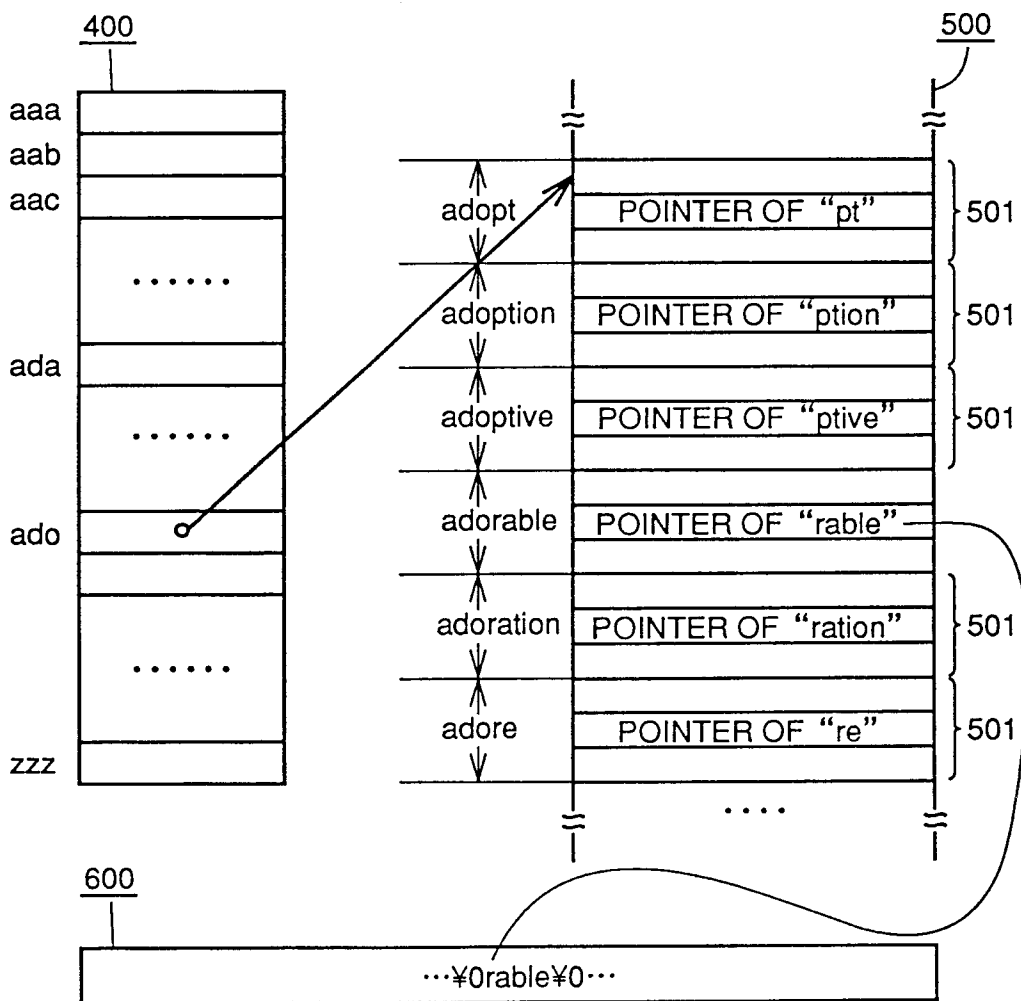 400
500
aaa
aab
aac
......
ada
......
ado
......
zzz
adopt
POINTER OF “pt”
501
adoption
POINTER OF “ption”
501
adoptive
POINTER OF “ptive”
501
adorable
POINTER OF “rable”
adoration
POINTER OF “ration”
501
adore
POINTER OF “re”
501
....
600
...¥0rable¥0...